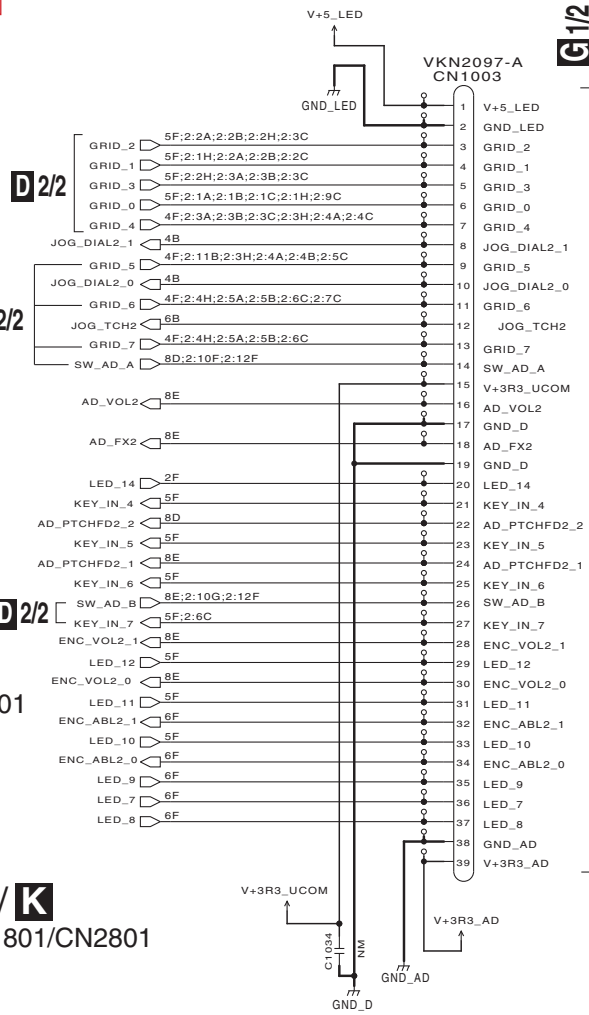 V+5_LED
G 1/2
VKN2097-A
CN1003
GND_LED
1 V+5_LED
2 GND_LED
GRID_2 5F;2:2A;2:2B;2:2H;2:3C 3 GRID_2
GRID_1 5F;2:1H;2:2A;2:2B;2:2C 4 GRID_1
D 2/2
GRID_3 5F;2:2H;2:3A;2:3B;2:3C 5 GRID_3
GRID_0 5F;2:1A;2:1B;2:1C;2:1H;2:9C 6 GRID_0
GRID_4 4F;2:3A;2:3B;2:3C;2:3H;2:4A;2:4C 7 GRID_4
JOG_DIAL2_1 4B 8 JOG_DIAL2_1
GRID_5 4F;2:11B;2:3H;2:4A;2:4B;2:5C 9 GRID_5
JOG_DIAL2_0 4B 10 JOG_DIAL2_0
GRID_6 4F;2:4H;2:5A;2:5B;2:6C;2:7C 11 GRID_6
2/2
JOG_TCH2 6B 12 JOG_TCH2
GRID_7 4F;2:4H;2:5A;2:5B;2:6C 13 GRID_7
SW_AD_A 8D;2:10F;2:12F 14 SW_AD_A
15 V+3R3_UCOM
AD_VOL2 8E 16 AD_VOL2
17 GND_D
AD_FX2 8E 18 AD_FX2
19 GND_D
LED_14 2F 20 LED_14
KEY_IN_4 5F 21 KEY_IN_4
AD_PTCHFD2_2 8D 22 AD_PTCHFD2_2
KEY_IN_5 5F 23 KEY_IN_5
AD_PTCHFD2_1 8E 24 AD_PTCHFD2_1
KEY_IN_6 5F 25 KEY_IN_6
D 2/2
SW_AD_B 8E;2:10G;2:12F 26 SW_AD_B
KEY_IN_7 5F;2:6C 27 KEY_IN_7
ENC_VOL2_1 8E 28 ENC_VOL2_1
LED_12 5F 29 LED_12
ENC_VOL2_0 8E 30 ENC_VOL2_0
01
LED_11 5F 31 LED_11
ENC_ABL2_1 6F 32 ENC_ABL2_1
LED_10 5F 33 LED_10
ENC_ABL2_0 6F 34 ENC_ABL2_0
LED_9 6F 35 LED_9
LED_7 6F 36 LED_7
LED_8 6F 37 LED_8
38 GND_AD
39 V+3R3_AD
/ K
801/CN2801
V+3R3_UCOM
V+3R3_AD
C1034
NM
GND_AD
GND_D